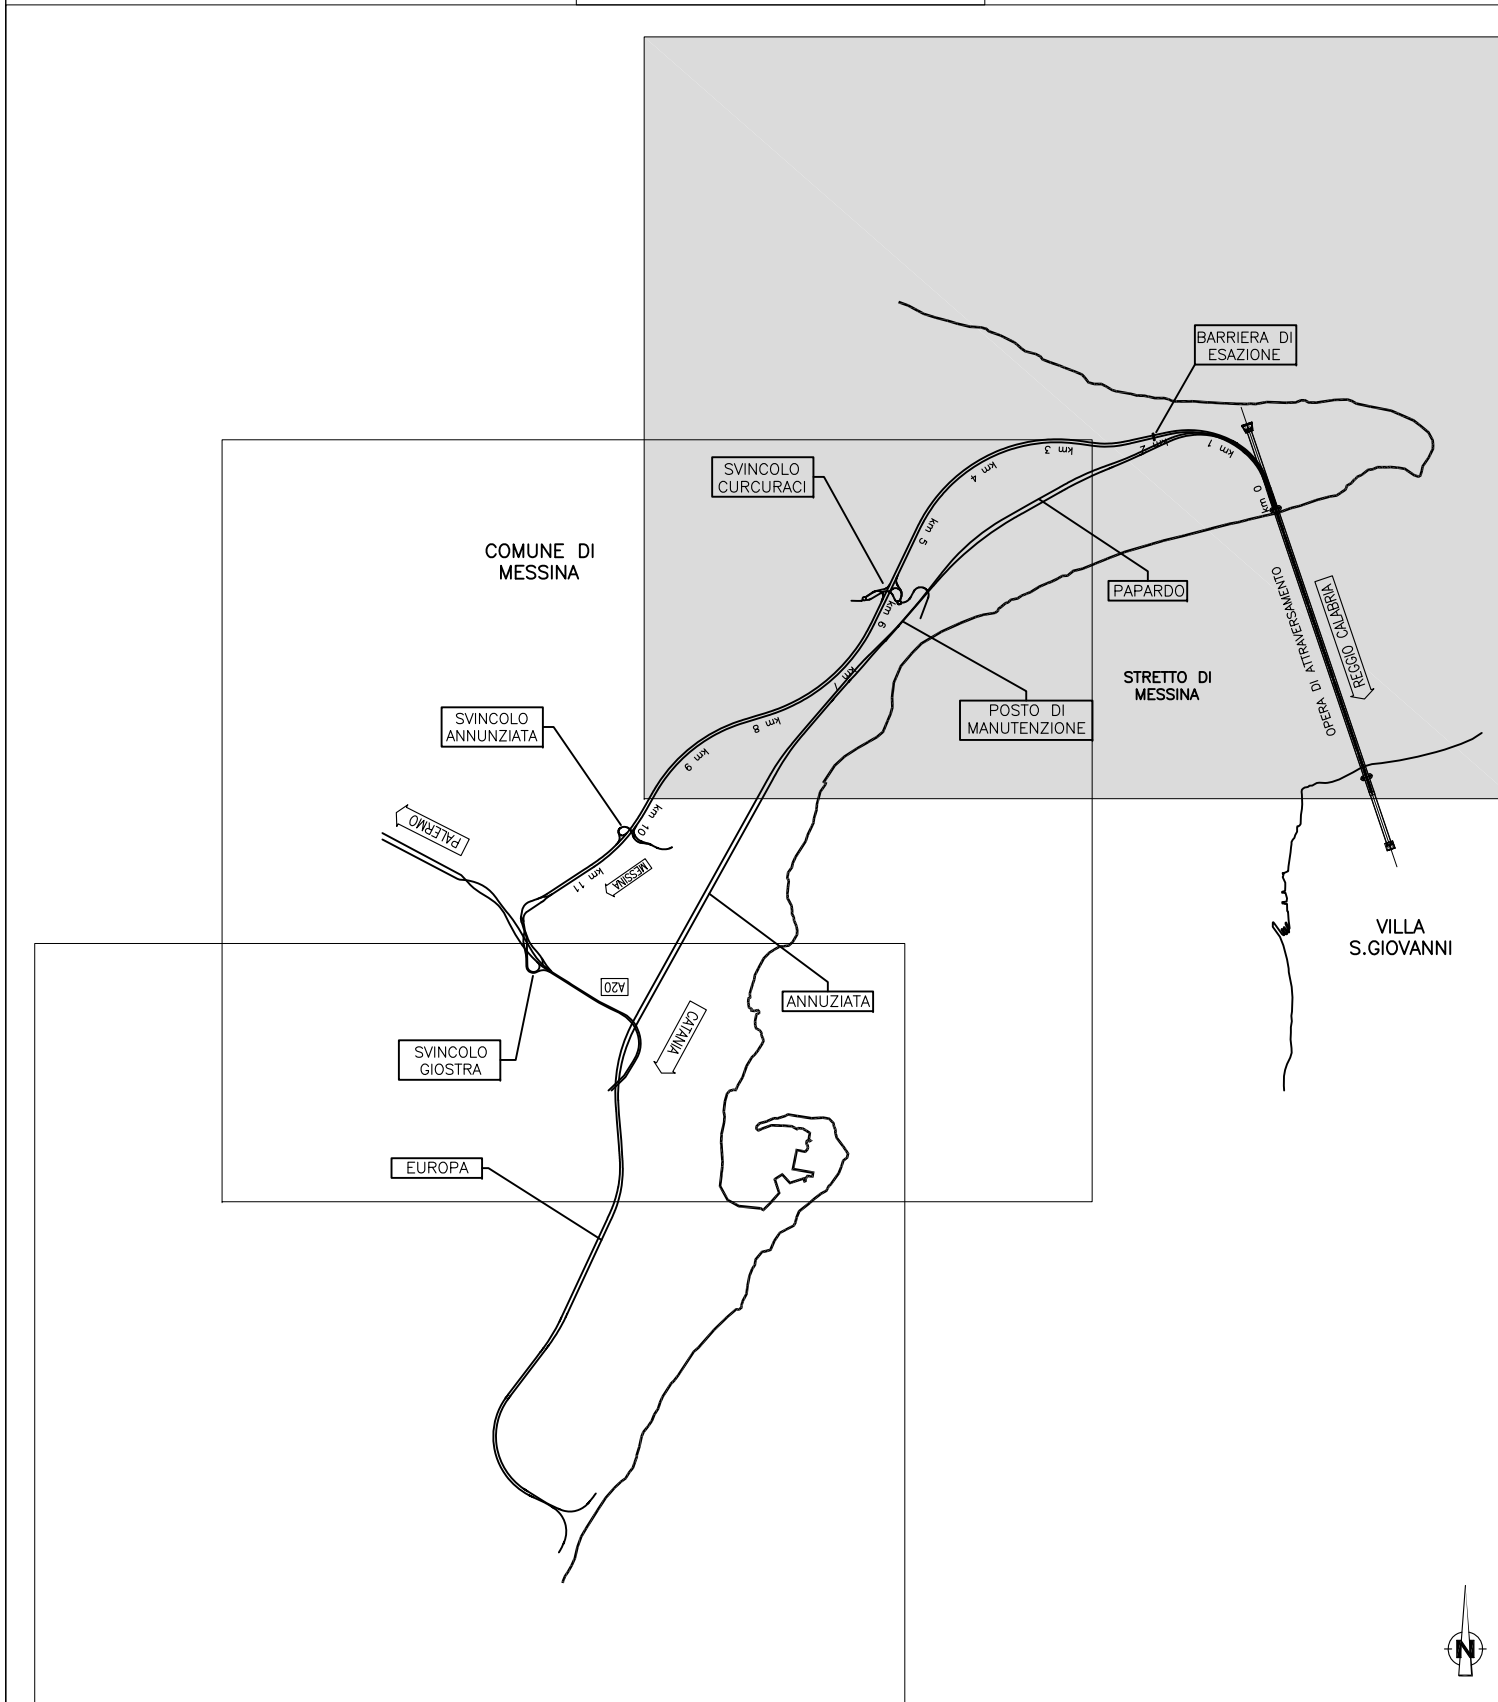 BARRIERA DI
ESAZIONE
SVINCOLO
CURCURACI
km 0
km 1
km 2
km 3
km 4
km 5
km 6
km 7
km 8
km 9
km 10
km 11
COMUNE DI
MESSINA
PAPARDO
OPERA DI ATTRAVERSAMENTO
REGGIO CALABRIA
STRETTO DI
MESSINA
POSTO DI
MANUTENZIONE
SVINCOLO
ANNUNZIATA
PALERMO
MESSINA
VILLA
S.GIOVANNI
A20
ANNUZIATA
CATANIA
SVINCOLO
GIOSTRA
EUROPA
N